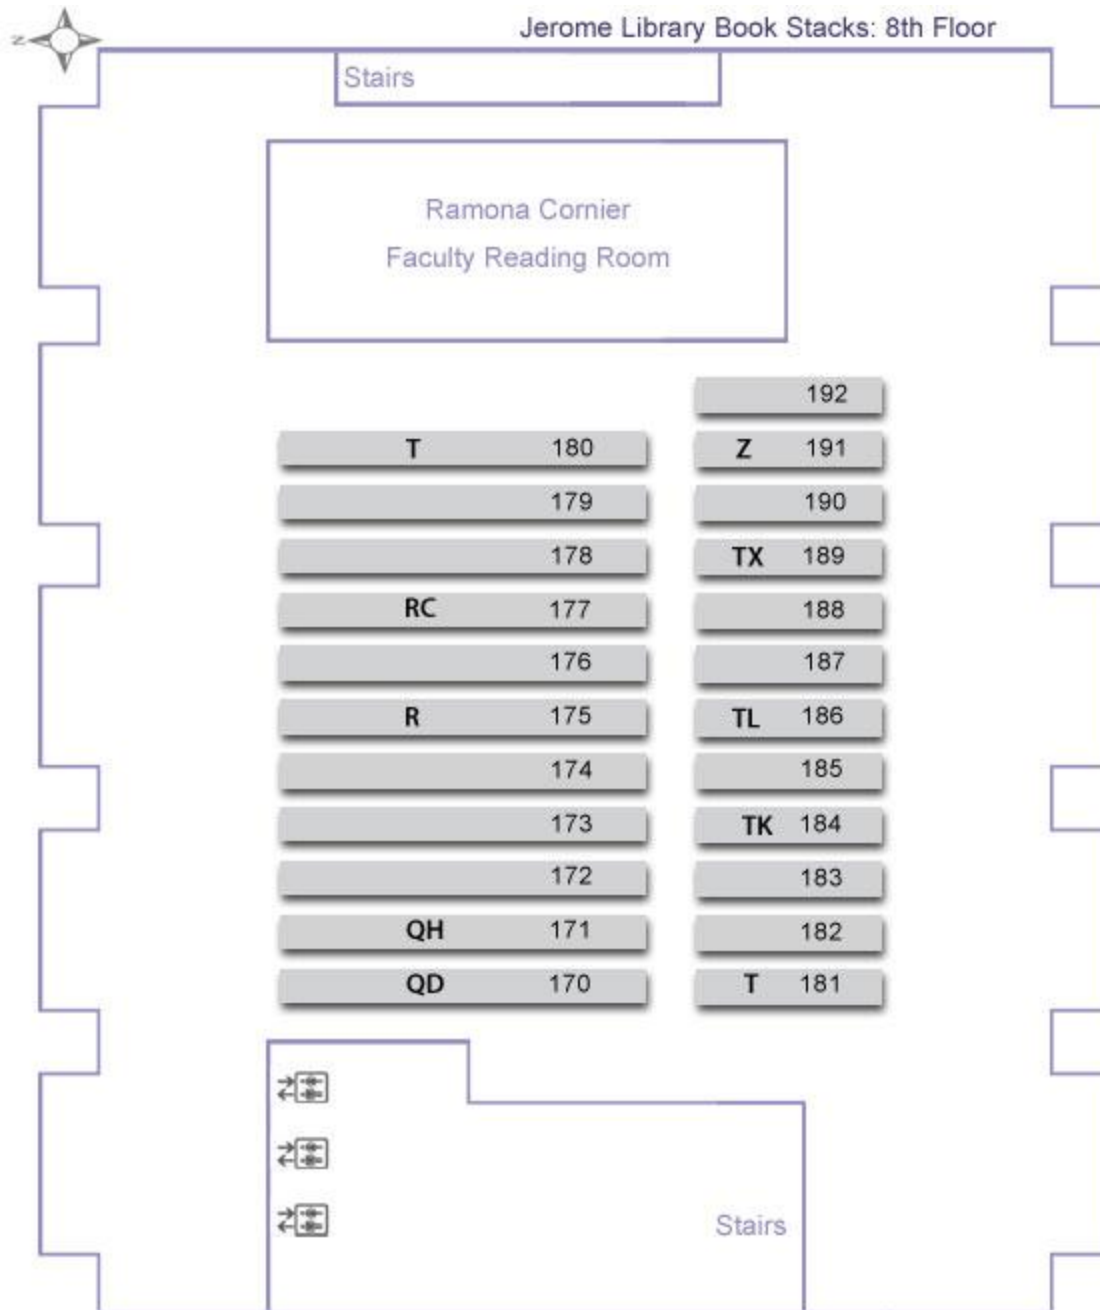 N
Jerome Library Book Stacks: 8th Floor
Stairs
Ramona Cornier
Faculty Reading Room
192
T 180
Z 191
179
190
178
TX 189
RC 177
188
176
187
R 175
TL 186
174
185
173
TK 184
172
183
QH 171
182
QD 170
T 181
Stairs